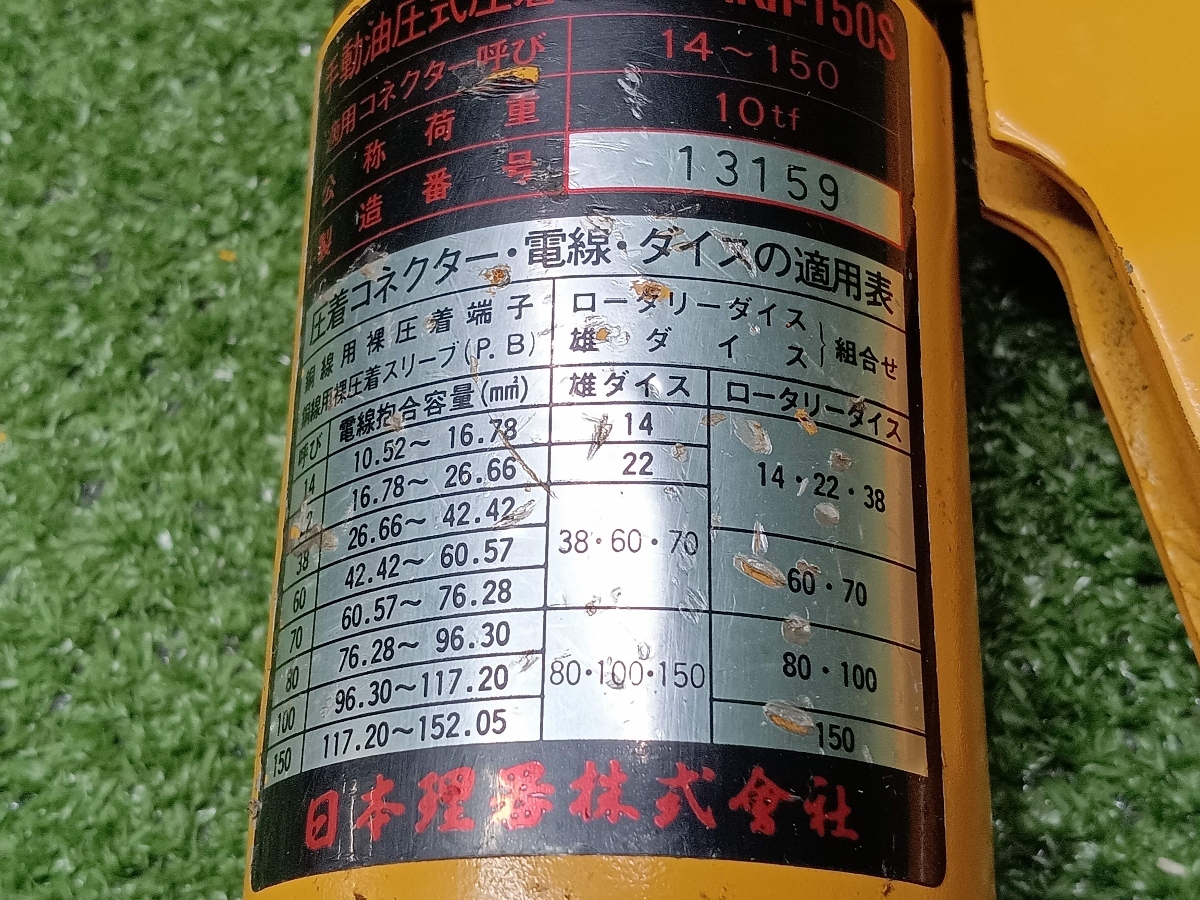 手動油圧式圧着 150S
適用コネクター呼び 14～150
公称荷重 10tf
製造番号 13159
圧着コネクター・電線・ダイスの適用表
銅線用裸圧着端子 ロータリーダイス
銅線用裸圧着スリーブ(P.B) 雄ダイス 組合せ
呼び 電線抱合容量(mm²) 雄ダイス ロータリーダイス
14 10.52～16.78 14 14・22・38
2 16.78～26.66 22
38 26.66～42.42 38・60・70
60 42.42～60.57 60・70
70 60.57～76.28
80 76.28～96.30 80・100・150 80・100
100 96.30～117.20
150 117.20～152.05 150
日本理器株式會社